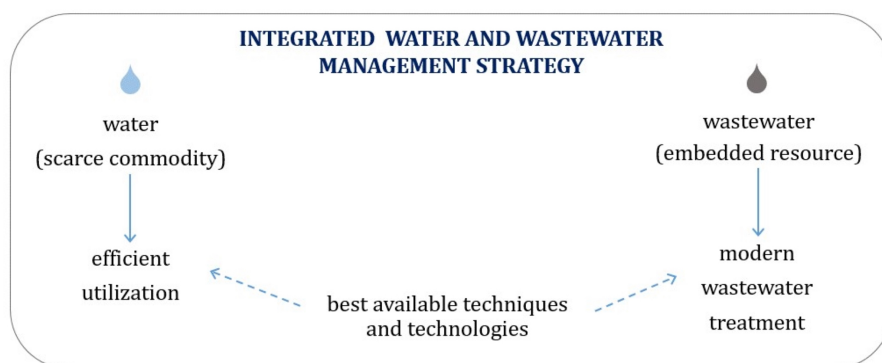 INTEGRATED WATER AND WASTEWATER
MANAGEMENT STRATEGY
water
(scarce commodity)
efficient
utilization
wastewater
(embedded resource)
modern
wastewater
treatment
best available techniques
and technologies